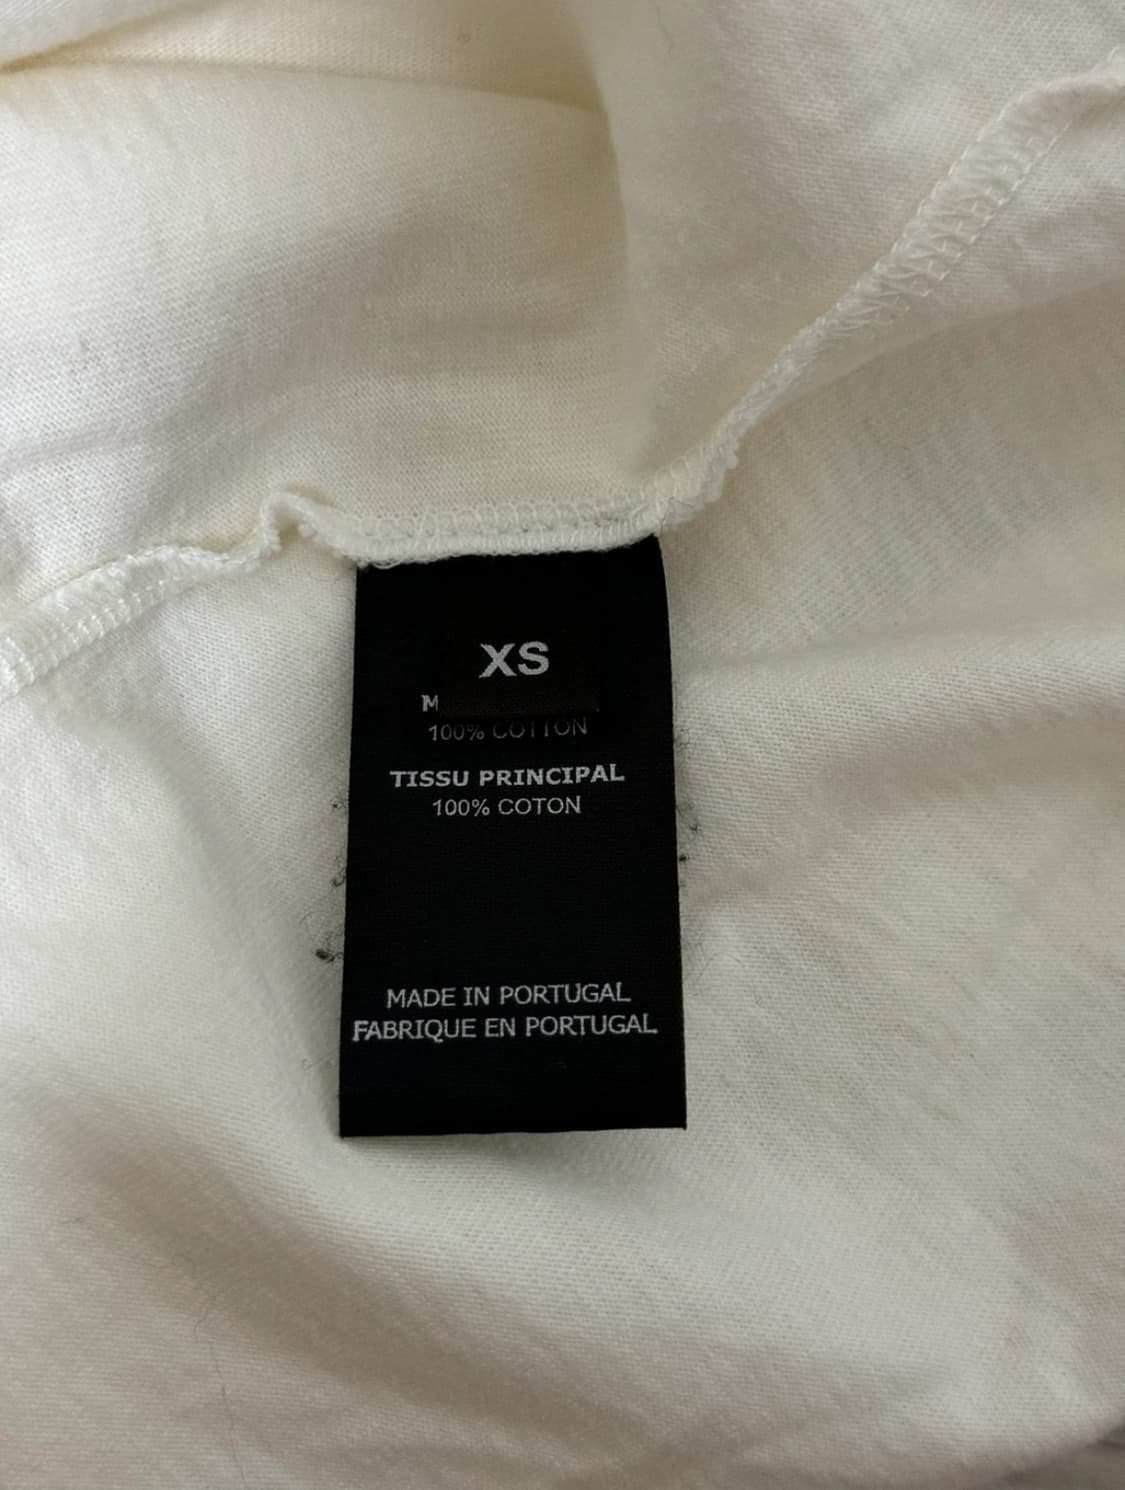 XS
M
100% COTTON
TISSU PRINCIPAL
100% COTON
MADE IN PORTUGAL
FABRIQUE EN PORTUGAL